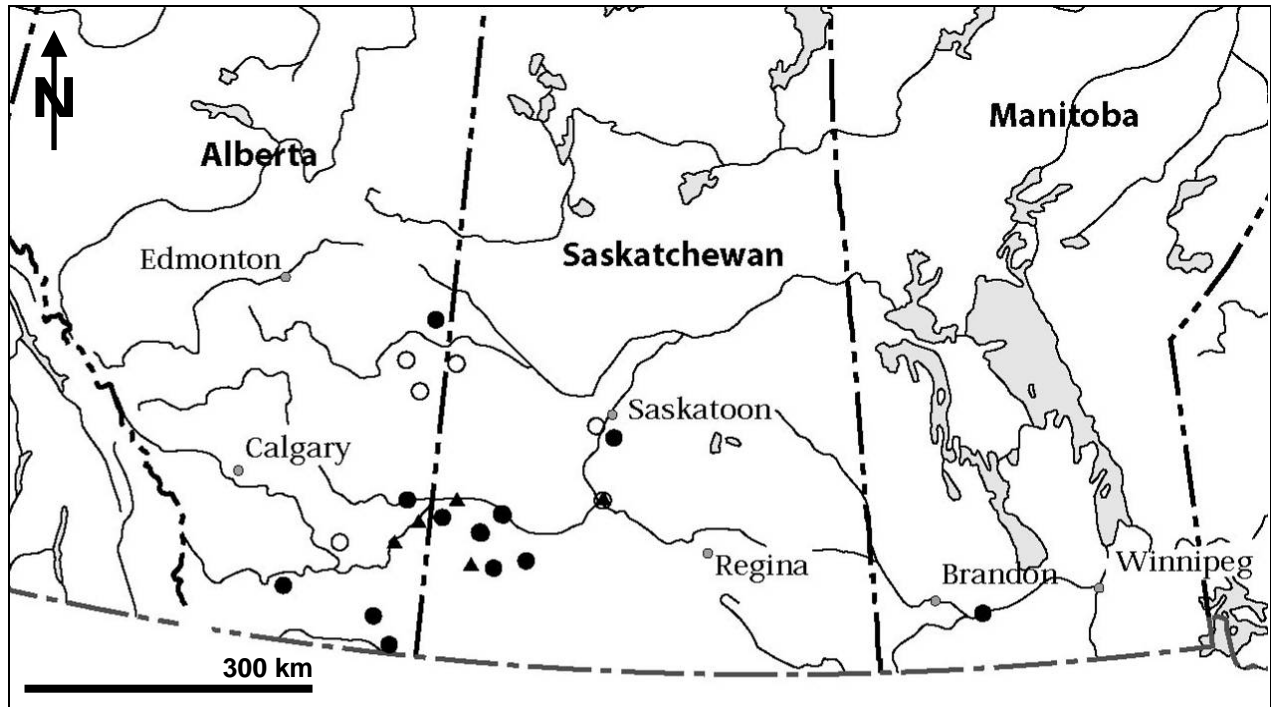 N
Manitoba
Alberta
Saskatchewan
Edmonton
Saskatoon
Calgary
Regina
Brandon
Winnipeg
300 km